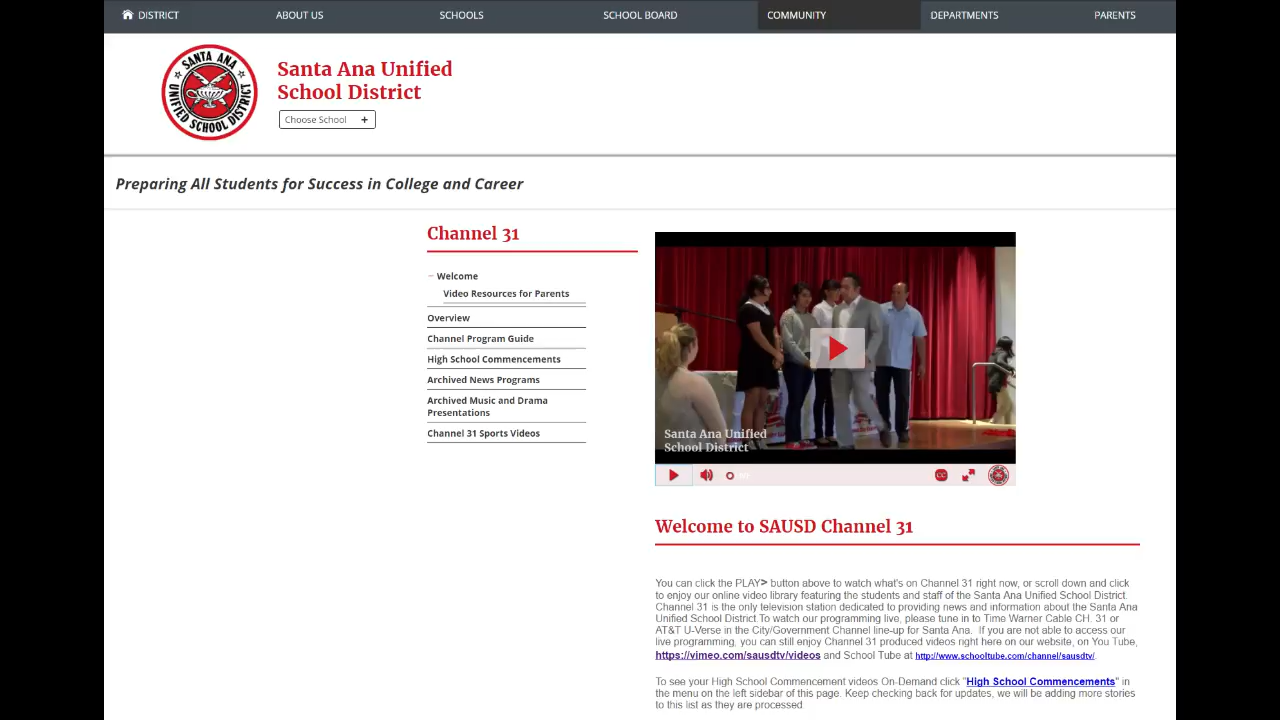 DISTRICT ABOUT US SCHOOLS SCHOOL BOARD COMMUNITY DEPARTMENTS PARENTS
SANTA ANA UNIFIED SCHOOL DISTRICT
Santa Ana Unified
School District
Choose School +
Preparing All Students for Success in College and Career
Channel 31
Welcome
Video Resources for Parents
Overview
Channel Program Guide
High School Commencements
Archived News Programs
Archived Music and Drama
Presentations
Channel 31 Sports Videos
Santa Ana Unified
School District
CC
Welcome to SAUSD Channel 31
You can click the PLAY> button above to watch what's on Channel 31 right now, or scroll down and click
to enjoy our online video library featuring the students and staff of the Santa Ana Unified School District.
Channel 31 is the only television station dedicated to providing news and information about the Santa Ana
Unified School District.To watch our programming live, please tune in to Time Warner Cable CH. 31 or
AT&T U-Verse in the City/Government Channel line-up for Santa Ana. If you are not able to access our
live programming, you can still enjoy Channel 31 produced videos right here on our website, on You Tube,
https://vimeo.com/sausdtv/videos and School Tube at http://www.schooltube.com/channel/sausdtv/.
To see your High School Commencement videos On-Demand click "High School Commencements" in
the menu on the left sidebar of this page. Keep checking back for updates, we will be adding more stories
to this list as they are processed.